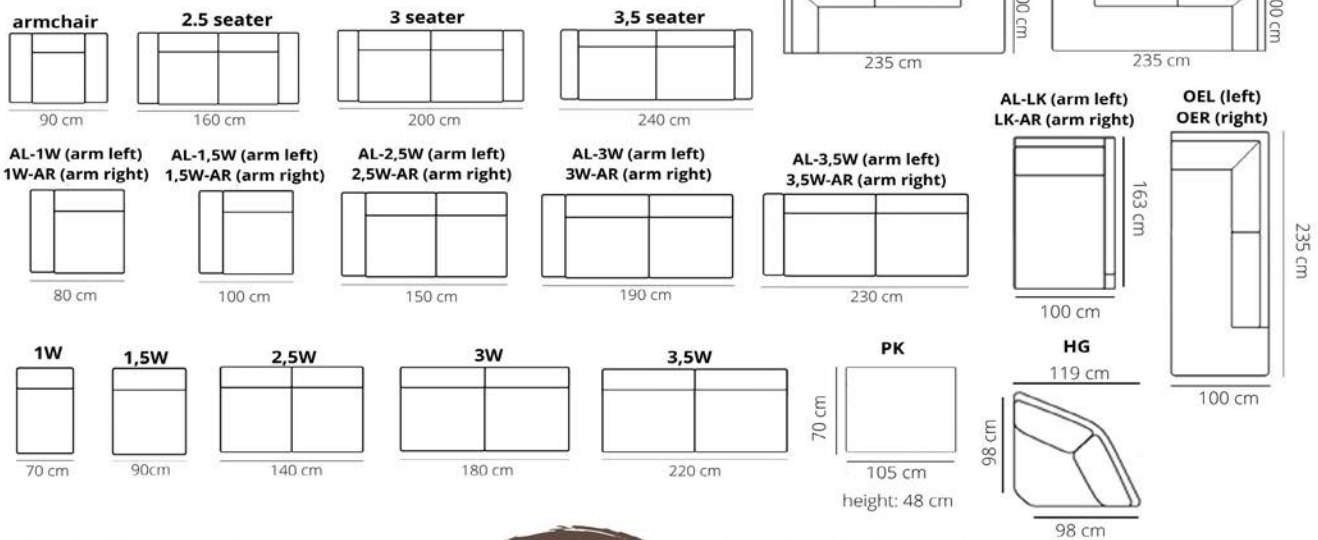 armchair
2.5 seater
3 seater
3,5 seater
90 cm
160 cm
200 cm
240 cm
235 cm
00 cm
235 cm
00 cm
AL-1W (arm left)
1W-AR (arm right)
80 cm
AL-1,5W (arm left)
1,5W-AR (arm right)
100 cm
AL-2,5W (arm left)
2,5W-AR (arm right)
150 cm
AL-3W (arm left)
3W-AR (arm right)
190 cm
AL-3,5W (arm left)
3,5W-AR (arm right)
230 cm
AL-LK (arm left)
LK-AR (arm right)
163 cm
100 cm
OEL (left)
OER (right)
235 cm
100 cm
1W
70 cm
1,5W
90cm
2,5W
140 cm
3W
180 cm
3,5W
220 cm
PK
70 cm
105 cm
height: 48 cm
HG
119 cm
98 cm
98 cm